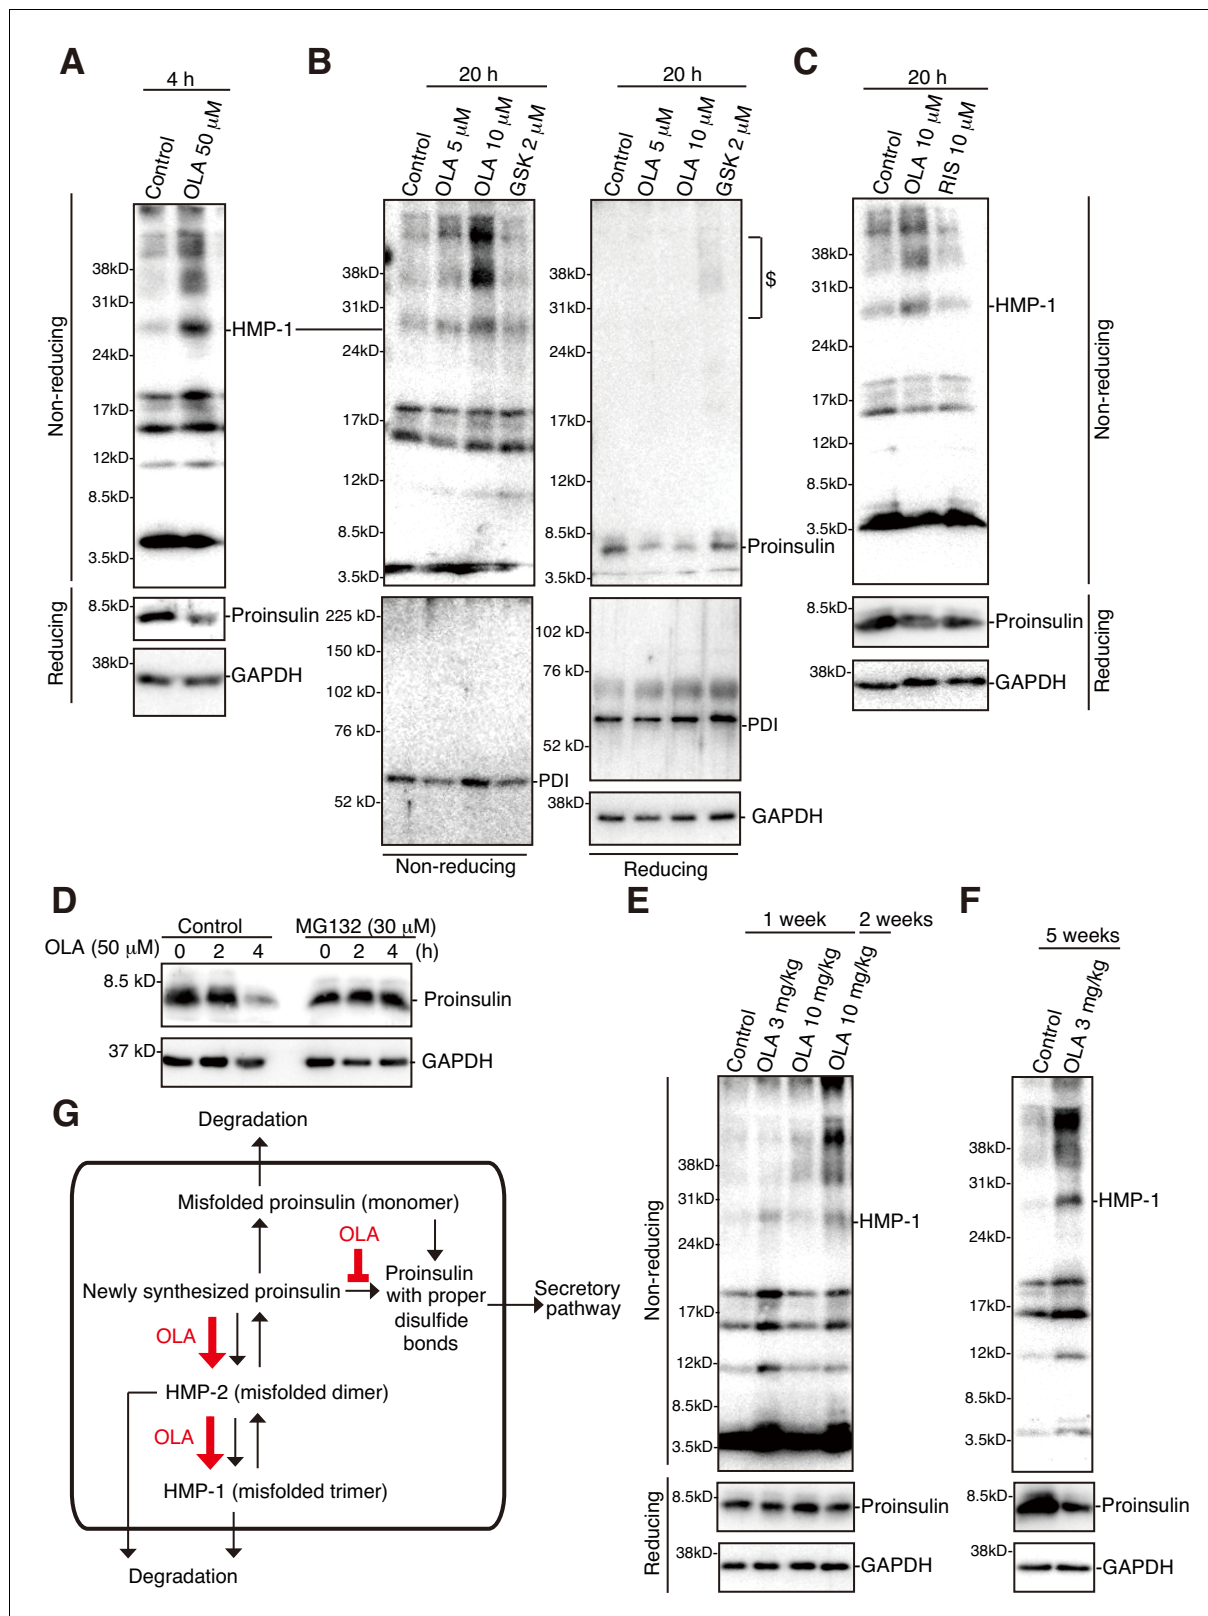 A
4 h
Control
OLA 50 μM
38kD-
31kD-
24kD-
17kD-
12kD-
8.5kD-
3.5kD-
HMP-1
Non-reducing
8.5kD-
Proinsulin
38kD-
GAPDH
Reducing
B
20 h
Control
OLA 5 μM
OLA 10 μM
GSK 2 μM
38kD-
31kD-
24kD-
17kD-
12kD-
8.5kD-
3.5kD-
225 kD-
150 kD-
102 kD-
76 kD-
52 kD-
-PDI
Non-reducing
20 h
Control
OLA 5 μM
OLA 10 μM
GSK 2 μM
38kD-
31kD-
24kD-
17kD-
12kD-
8.5kD-
3.5kD-
$
-Proinsulin
102 kD-
76 kD-
52 kD-
-PDI
38kD-
- GAPDH
Reducing
C
20 h
Control
OLA 10 μM
RIS 10 μM
38kD-
31kD-
24kD-
17kD-
12kD-
8.5kD-
3.5kD-
-HMP-1
Non-reducing
8.5kD-
-Proinsulin
38kD-
-GAPDH
Reducing
D
Control
MG132 (30 μM)
OLA (50 μM) 0 2 4 0 2 4 (h)
8.5 kD-
- Proinsulin
37 kD-
- GAPDH
E
1 week
2 weeks
Control
OLA 3 mg/kg
OLA 10 mg/kg
OLA 10 mg/kg
38kD-
31kD-
24kD-
17kD-
12kD-
8.5kD-
3.5kD-
-HMP-1
Non-reducing
8.5kD-
-Proinsulin
38kD-
-GAPDH
Reducing
F
5 weeks
Control
OLA 3 mg/kg
38kD-
31kD-
24kD-
17kD-
12kD-
8.5kD-
3.5kD-
-HMP-1
8.5kD-
-Proinsulin
38kD-
-GAPDH
G
Degradation
Misfolded proinsulin (monomer)
OLA
Newly synthesized proinsulin
Proinsulin
with proper
disulfide
bonds
Secretory
pathway
OLA
HMP-2 (misfolded dimer)
OLA
HMP-1 (misfolded trimer)
Degradation